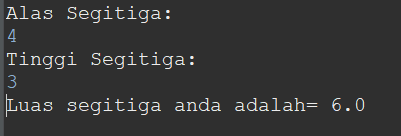 Alas Segitiga:
4
Tinggi Segitiga:
3
Luas segitiga anda adalah= 6.0